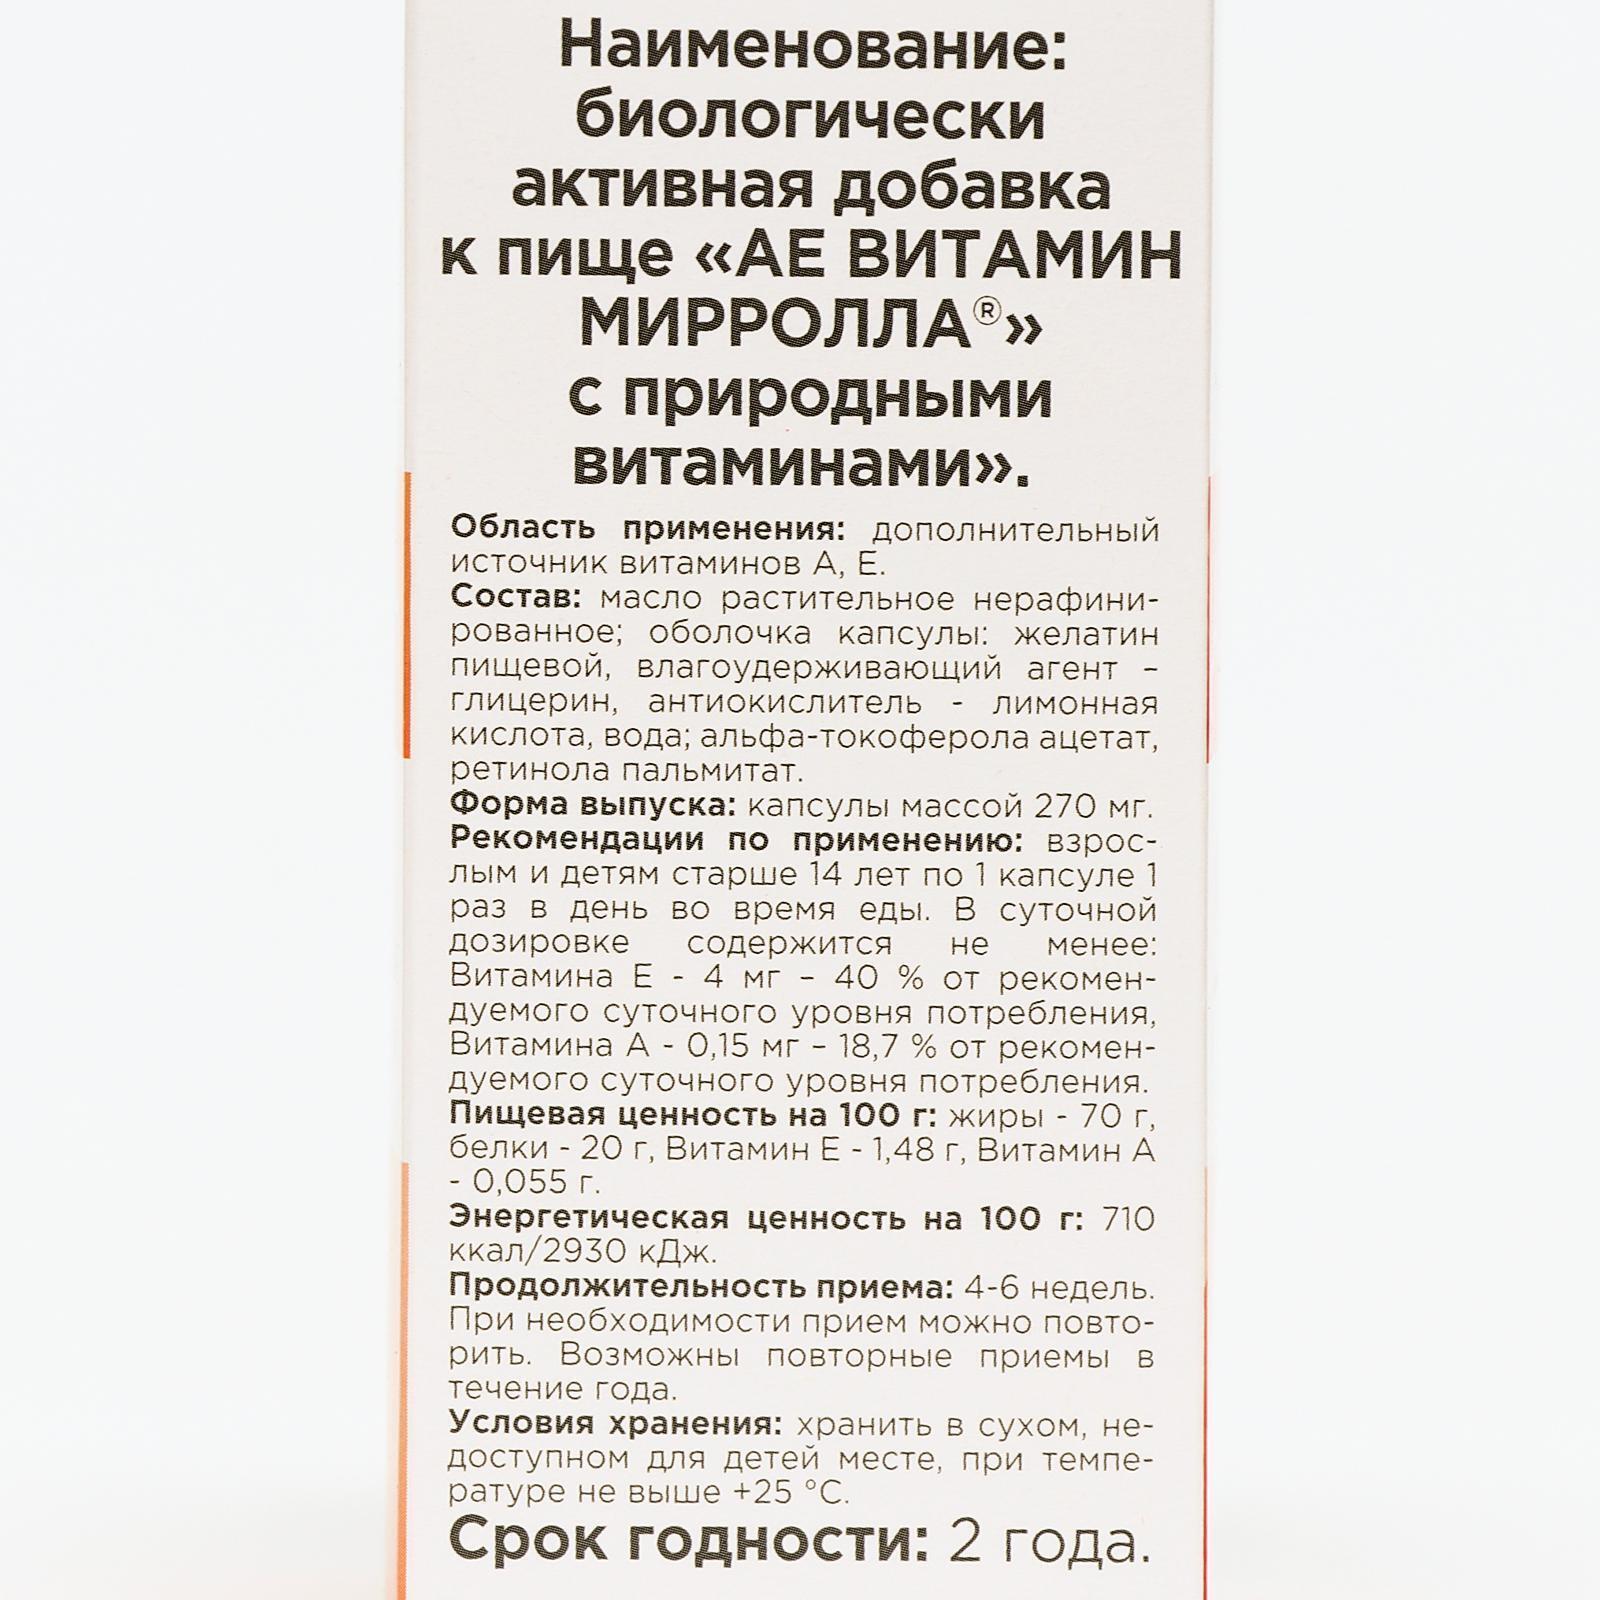 Наименование:
биологически
активная добавка
к пище «АЕ ВИТАМИН
МИРРОЛЛА®»
с природными
витаминами».
Область применения: дополнительный
источник витаминов А, Е.
Состав: масло растительное нерафини-
рованное; оболочка капсулы: желатин
пищевой, влагоудерживающий агент –
глицерин, антиокислитель - лимонная
кислота, вода; альфа-токоферола ацетат,
ретинола пальмитат.
Форма выпуска: капсулы массой 270 мг.
Рекомендации по применению: взрос-
лым и детям старше 14 лет по 1 капсуле 1
раз в день во время еды. В суточной
дозировке содержится не менее:
Витамина Е - 4 мг – 40 % от рекомен-
дуемого суточного уровня потребления,
Витамина А - 0,15 мг – 18,7 % от рекомен-
дуемого суточного уровня потребления.
Пищевая ценность на 100 г: жиры - 70 г,
белки - 20 г, Витамин Е - 1,48 г, Витамин А
- 0,055 г.
Энергетическая ценность на 100 г: 710
ккал/2930 кДж.
Продолжительность приема: 4-6 недель.
При необходимости прием можно повто-
рить. Возможны повторные приемы в
течение года.
Условия хранения: хранить в сухом, не-
доступном для детей месте, при темпе-
ратуре не выше +25 °С.
Срок годности: 2 года.